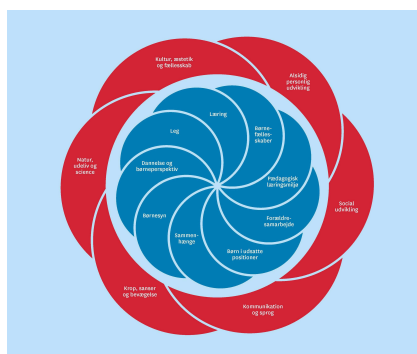 Kultur, æstetik
og fællesskab
Alsidig
personlig
udvikling
Social
udvikling
Kommunikation
og sprog
Krop, sanser
og bevægelse
Natur,
udeliv og
science
Læring
Børne-
fælles-
skaber
Pædagogisk
læringsmiljø
Forældre-
samarbejde
Børn i udsatte
positioner
Sammen-
hænge
Børnesyn
Dannelse og
børneperspektiv
Leg